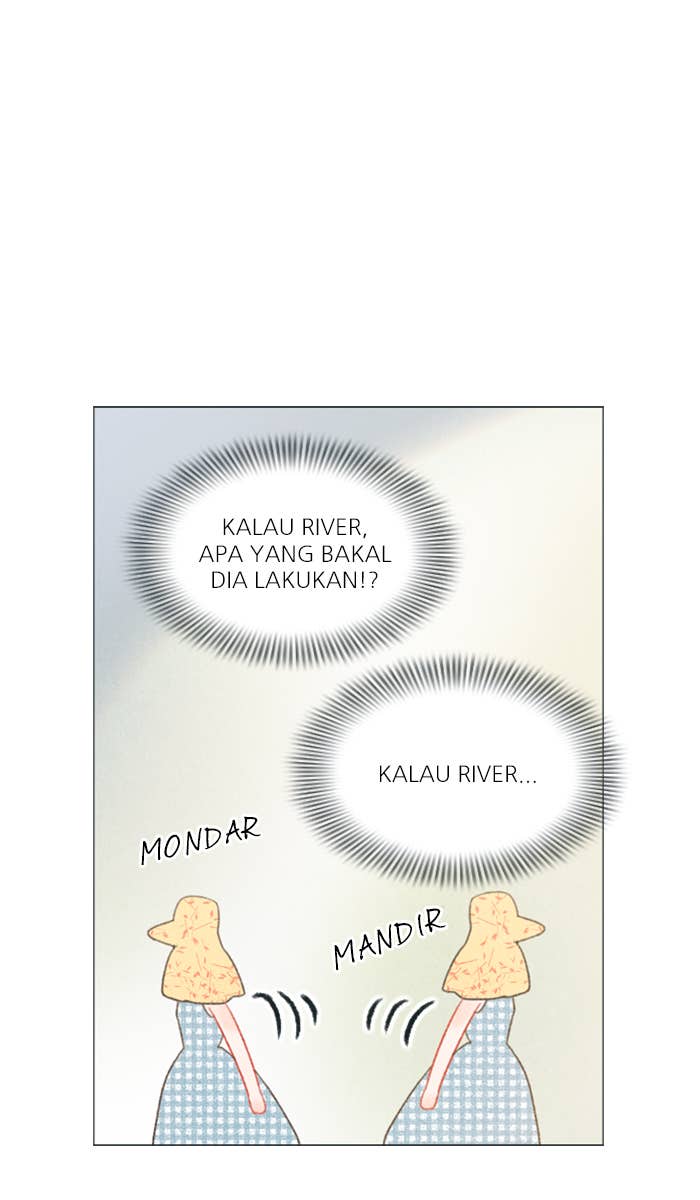 KALAU RIVER,
APA YANG BAKAL
DIA LAKUKAN!?
KALAU RIVER...
MONDAR
MANDIR